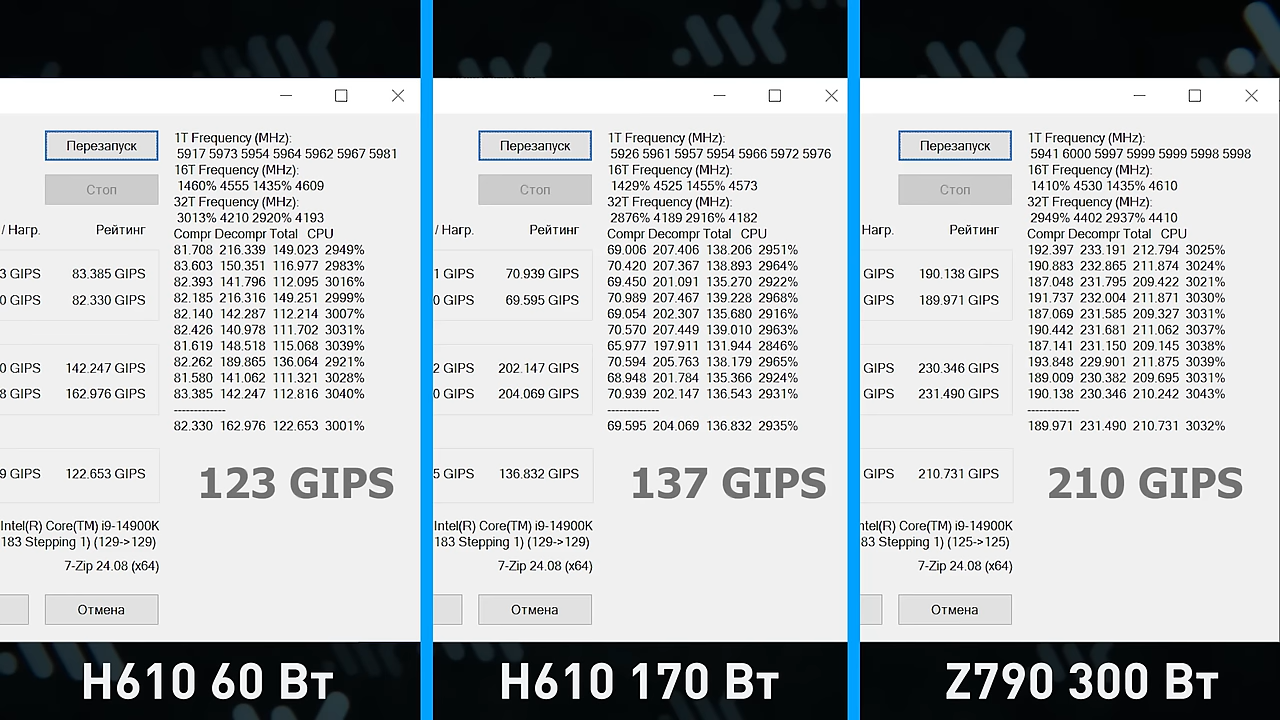 Перезапуск
Стоп
/ Нагр. Рейтинг
3 GIPS 83.385 GIPS
0 GIPS 82.330 GIPS
0 GIPS 142.247 GIPS
8 GIPS 162.976 GIPS
9 GIPS 122.653 GIPS
Intel(R) Core(TM) i9-14900K
183 Stepping 1) (129->129)
7-Zip 24.08 (x64)
Отмена
1T Frequency (MHz):
5917 5973 5954 5964 5962 5967 5981
16T Frequency (MHz):
1460% 4555 1435% 4609
32T Frequency (MHz):
3013% 4210 2920% 4193
Compr Decompr Total CPU
81.708 216.339 149.023 2949%
83.603 150.351 116.977 2983%
82.393 141.796 112.095 3016%
82.185 216.316 149.251 2999%
82.140 142.287 112.214 3007%
82.426 140.978 111.702 3031%
81.619 148.518 115.068 3039%
82.262 189.865 136.064 2921%
81.580 141.062 111.321 3028%
83.385 142.247 112.816 3040%
-------------
82.330 162.976 122.653 3001%
123 GIPS
H610 60 Вт
Перезапуск
Стоп
/ Нагр. Рейтинг
1 GIPS 70.939 GIPS
0 GIPS 69.595 GIPS
2 GIPS 202.147 GIPS
0 GIPS 204.069 GIPS
5 GIPS 136.832 GIPS
Intel(R) Core(TM) i9-14900K
183 Stepping 1) (129->129)
7-Zip 24.08 (x64)
Отмена
1T Frequency (MHz):
5926 5961 5957 5954 5966 5972 5976
16T Frequency (MHz):
1429% 4525 1455% 4573
32T Frequency (MHz):
2876% 4189 2916% 4182
Compr Decompr Total CPU
69.006 207.406 138.206 2951%
70.420 207.367 138.893 2964%
69.450 201.091 135.270 2922%
70.989 207.467 139.228 2968%
69.054 202.307 135.680 2916%
70.570 207.449 139.010 2963%
65.977 197.911 131.944 2846%
70.594 205.763 138.179 2965%
68.948 201.784 135.366 2924%
70.939 202.147 136.543 2931%
-------------
69.595 204.069 136.832 2935%
137 GIPS
H610 170 Вт
Перезапуск
Стоп
Нагр. Рейтинг
GIPS 190.138 GIPS
GIPS 189.971 GIPS
GIPS 230.346 GIPS
GIPS 231.490 GIPS
GIPS 210.731 GIPS
ntel(R) Core(TM) i9-14900K
83 Stepping 1) (125->125)
7-Zip 24.08 (x64)
Отмена
1T Frequency (MHz):
5941 6000 5997 5999 5999 5998 5998
16T Frequency (MHz):
1410% 4530 1435% 4610
32T Frequency (MHz):
2949% 4402 2937% 4410
Compr Decompr Total CPU
192.397 233.191 212.794 3025%
190.883 232.865 211.874 3024%
187.048 231.795 209.422 3021%
191.737 232.004 211.871 3030%
187.069 231.585 209.327 3031%
190.442 231.681 211.062 3037%
187.141 231.150 209.145 3038%
193.848 229.901 211.875 3039%
189.009 230.382 209.695 3031%
190.138 230.346 210.242 3043%
-------------
189.971 231.490 210.731 3032%
210 GIPS
Z790 300 Вт